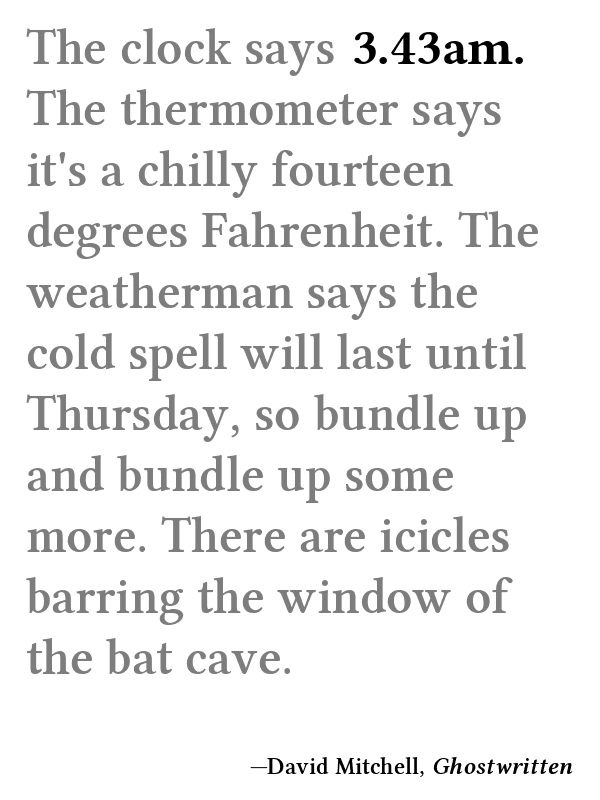 The clock says 3.43am.
The thermometer says
it's a chilly fourteen
degrees Fahrenheit. The
weatherman says the
cold spell will last until
Thursday, so bundle up
and bundle up some
more. There are icicles
barring the window of
the bat cave.
—David Mitchell, Ghostwritten